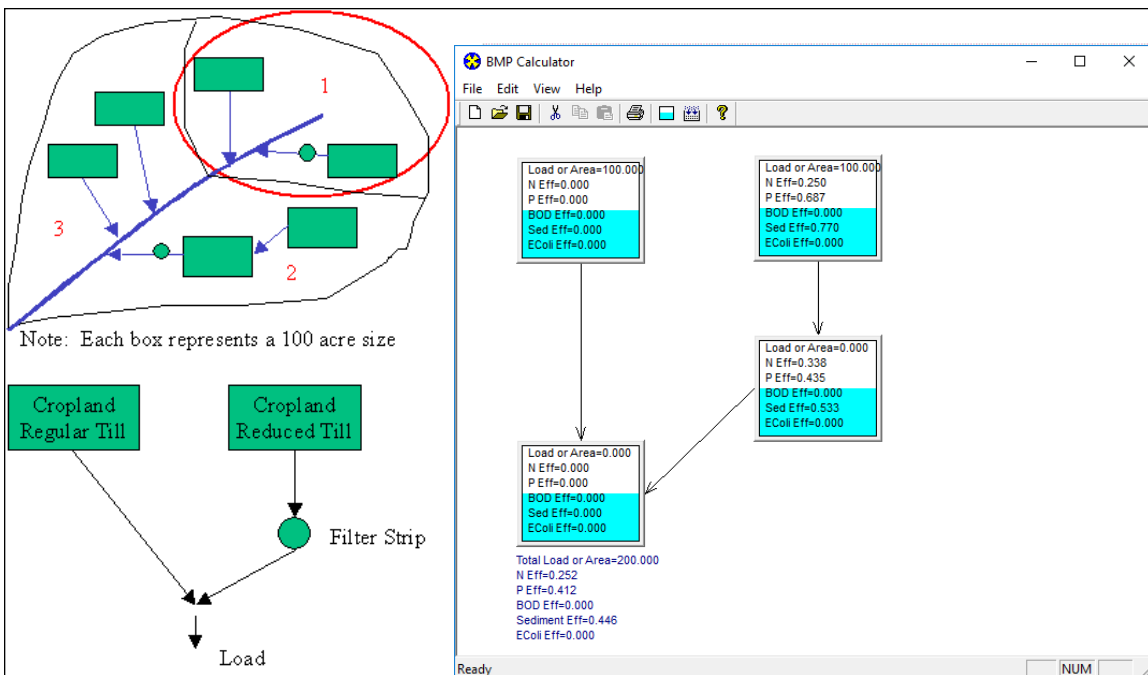 1
3
2
Note: Each box represents a 100 acre size
Cropland
Regular Till
Cropland
Reduced Till
Filter Strip
Load
BMP Calculator
File Edit View Help
Load or Area=100.000
N Eff=0.000
P Eff=0.000
BOD Eff=0.000
Sed Eff=0.000
EColi Eff=0.000
Load or Area=100.000
N Eff=0.250
P Eff=0.687
BOD Eff=0.000
Sed Eff=0.770
EColi Eff=0.000
Load or Area=0.000
N Eff=0.338
P Eff=0.435
BOD Eff=0.000
Sed Eff=0.533
EColi Eff=0.000
Load or Area=0.000
N Eff=0.000
P Eff=0.000
BOD Eff=0.000
Sed Eff=0.000
EColi Eff=0.000
Total Load or Area=200.000
N Eff=0.252
P Eff=0.412
BOD Eff=0.000
Sediment Eff=0.446
EColi Eff=0.000
Ready
NUM